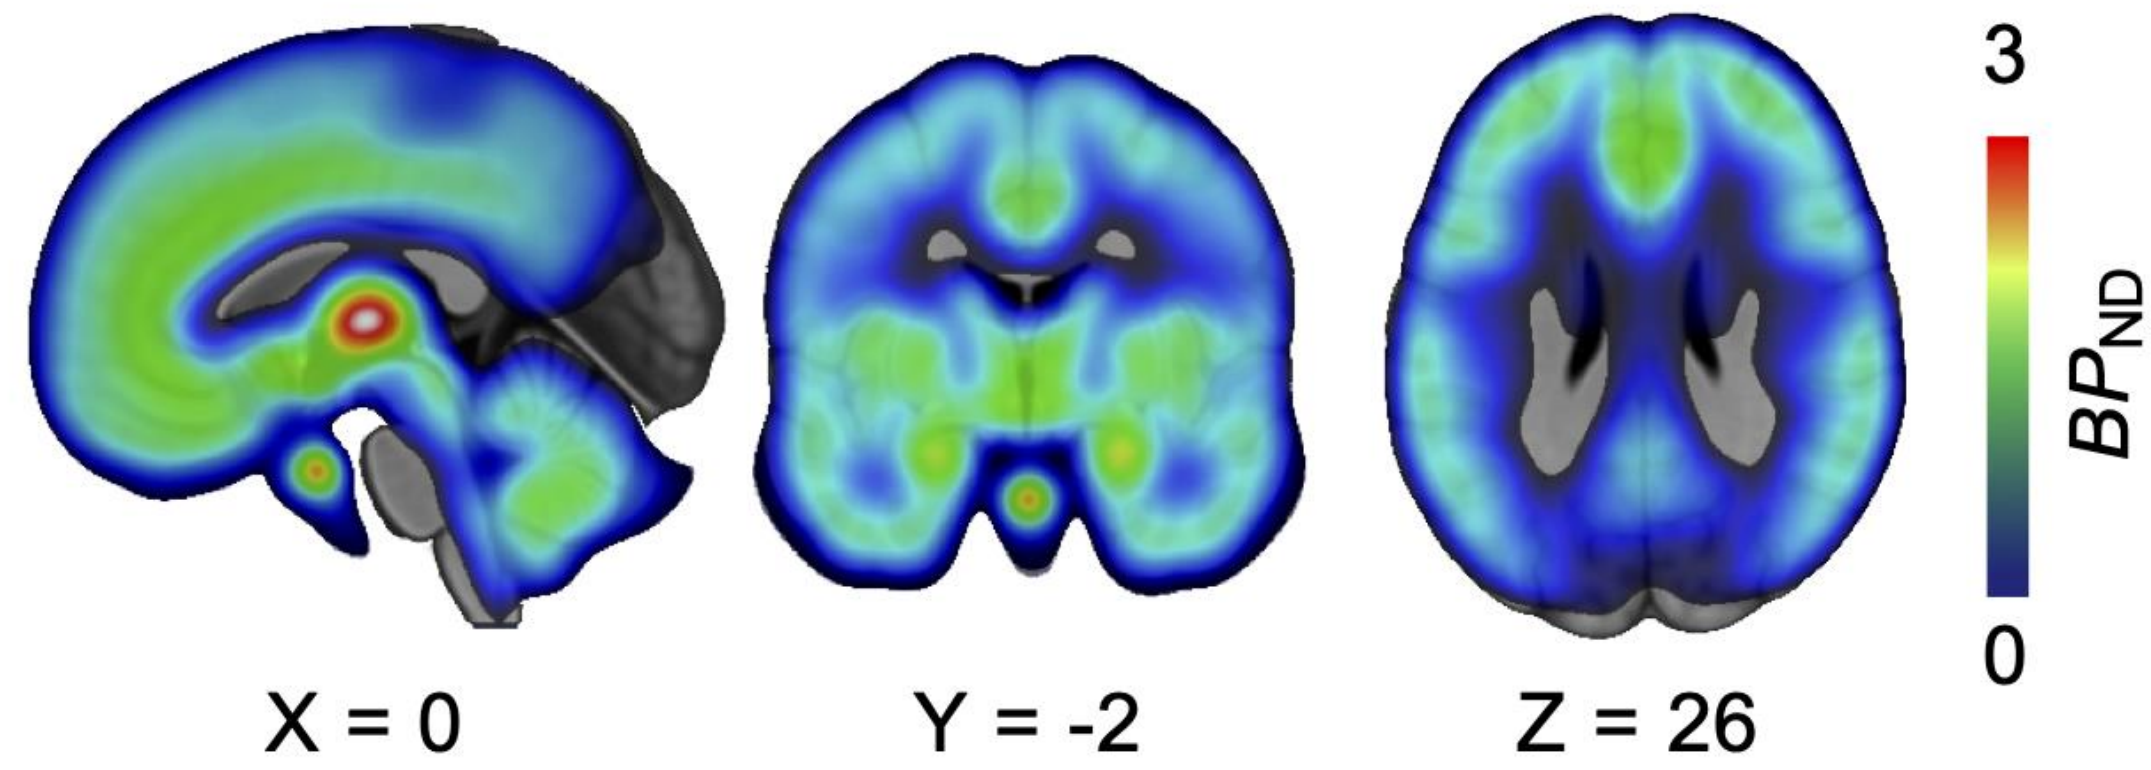 3
BPND
0
X = 0
Y = -2
Z = 26